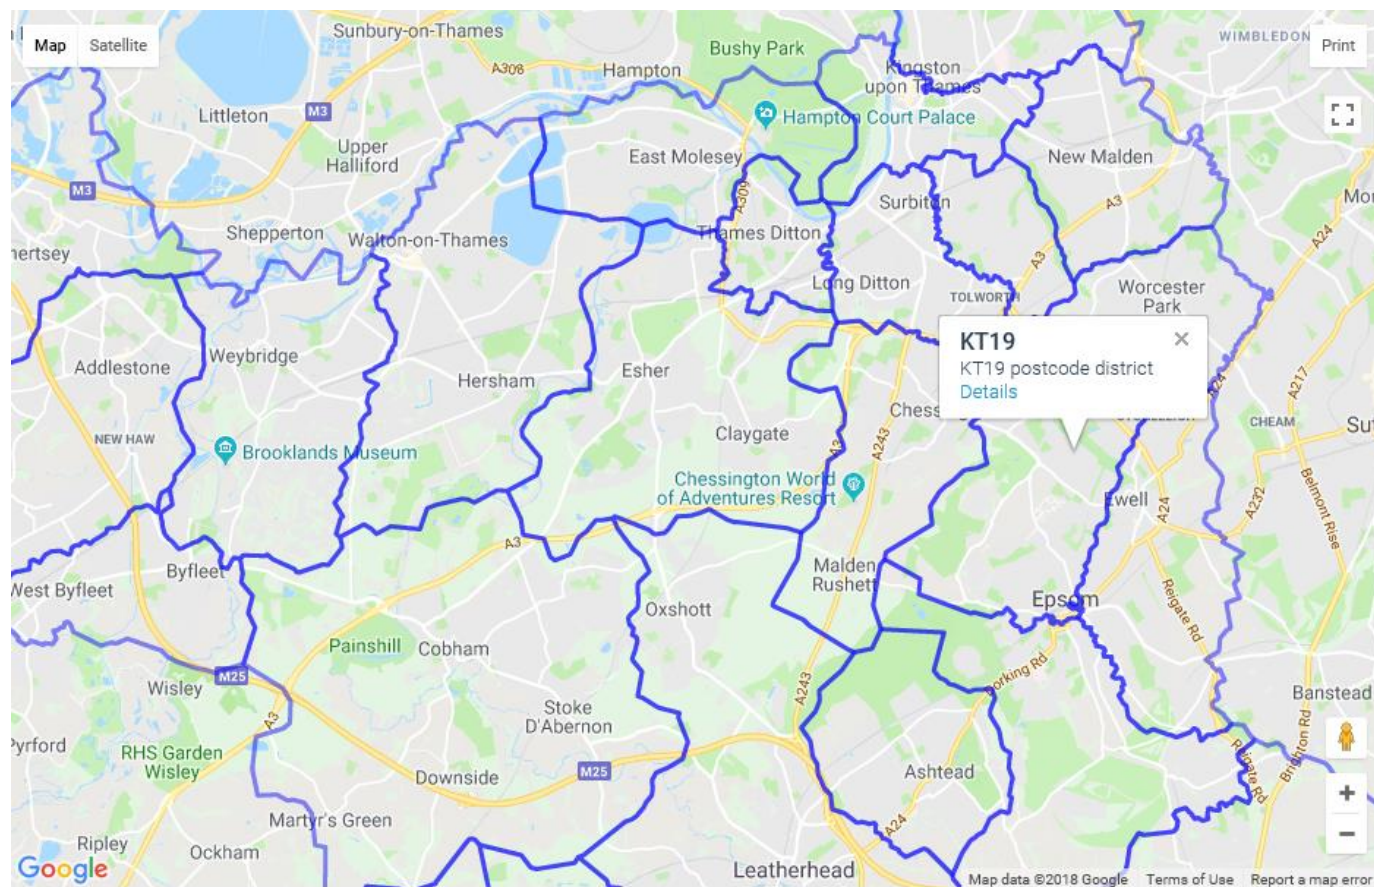 Map
Satellite
Sunbury-on-Thames
Bushy Park
WIMBLEDON
Print
A308
Hampton
Kingston
upon Thames
Littleton
M3
Hampton Court Palace
Upper
Halliford
East Molesey
New Malden
M3
A309
Surbiton
A3
Mor
Shepperton
Walton-on-Thames
Thames Ditton
A24
hertsey
A3
Long Ditton
TOLWORTH
Worcester
Park
KT19
KT19 postcode district
Details
Addlestone
Weybridge
Hersham
Esher
A24
A217
Chess
NEW HAW
Claygate
A3
A243
CHEAM
Sut
Brooklands Museum
Chessington World
of Adventures Resort
Ewell
A24
A232
Belmont Rise
A3
Byfleet
Malden
Rushett
West Byfleet
Epsom
Reigate Rd
Oxshott
Painshill
Cobham
M25
Wisley
A243
Dorking Rd
Banstead
A3
Stoke
D'Abernon
Pyrford
RHS Garden
Wisley
Reigate Rd
Brighton Rd
Downside
M25
Ashtead
Martyr's Green
A24
Ripley
Ockham
Leatherhead
Google
Map data ©2018 Google
Terms of Use
Report a map error